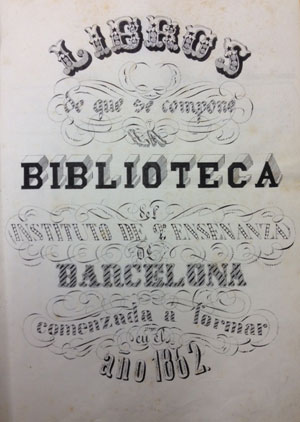 LIBROS
de que se compone
LA
BIBLIOTECA
del
INSTITUTO DE 2ª ENSEÑANZA
DE
BARCELONA
comenzada a formar
en el
año 1862.